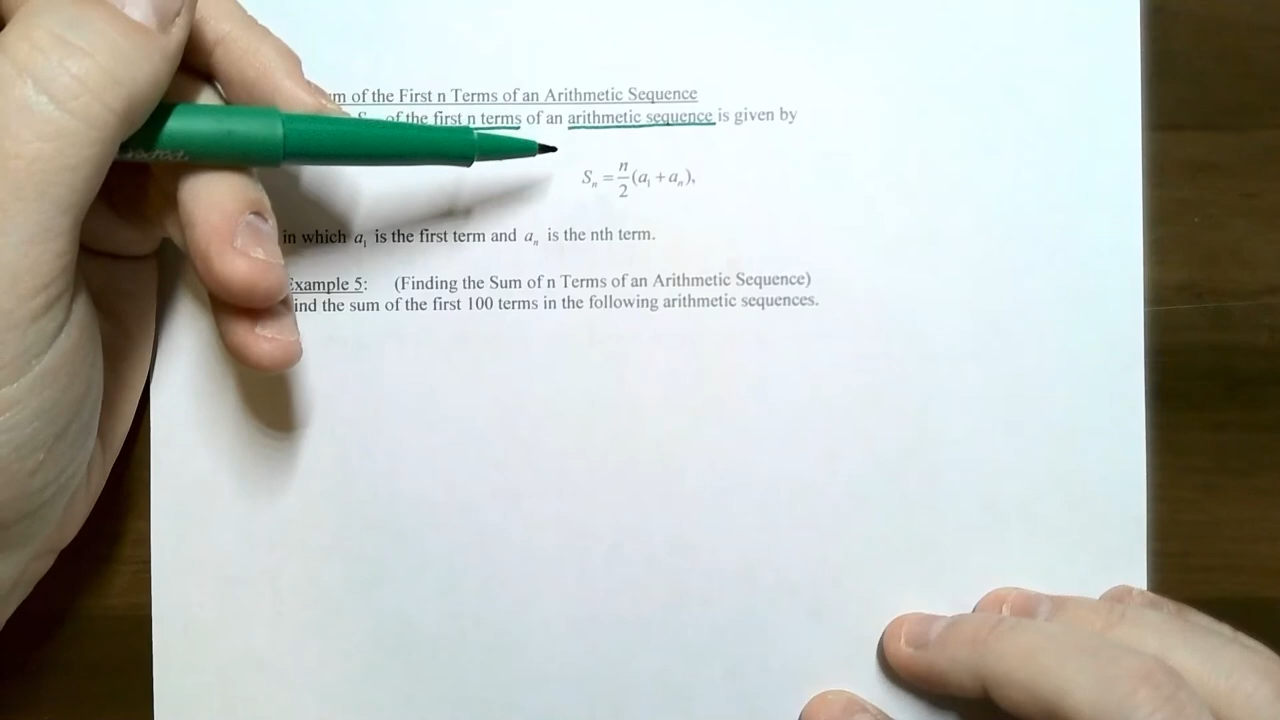 of the First n Terms of an Arithmetic Sequence
of the first n terms of an arithmetic sequence is given by
Sₙ = n/2 (a₁ + aₙ),
in which a₁ is the first term and aₙ is the nth term.
Example 5: (Finding the Sum of n Terms of an Arithmetic Sequence)
ind the sum of the first 100 terms in the following arithmetic sequences.